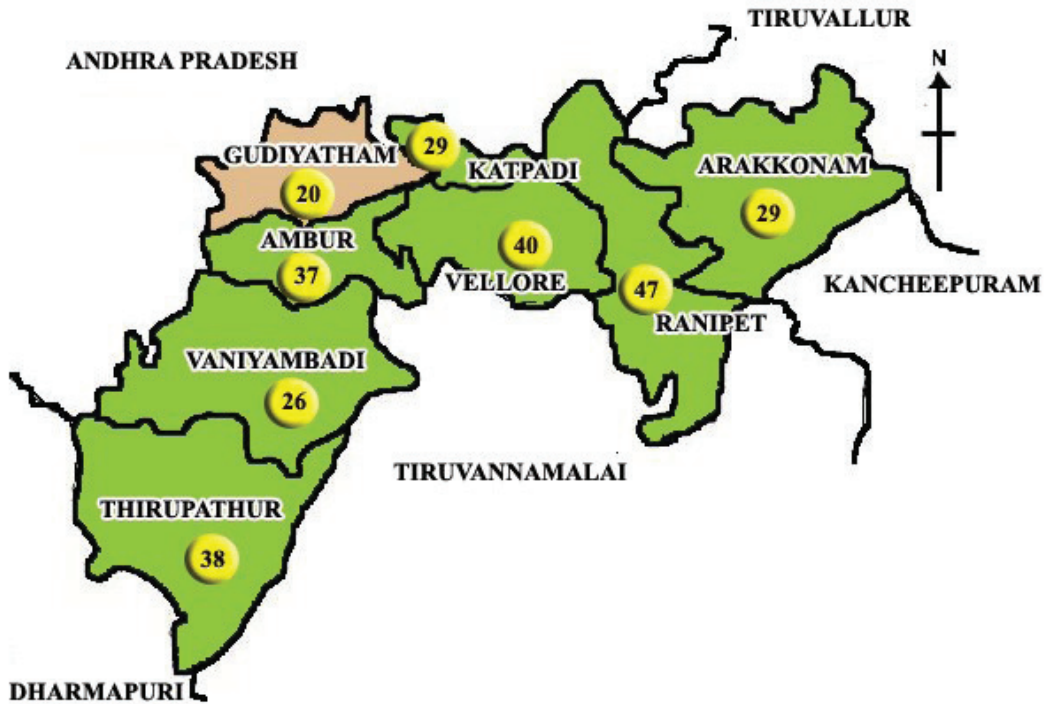 TIRUVALLUR
ANDHRA PRADESH
N
GUDIYATHAM
29
KATPADI
ARAKKONAM
20
29
AMBUR
40
37
VELLORE
47
KANCHEEPURAM
RANIPET
VANIYAMBADI
26
TIRUVANNAMALAI
THIRUPATHUR
38
DHARMAPURI